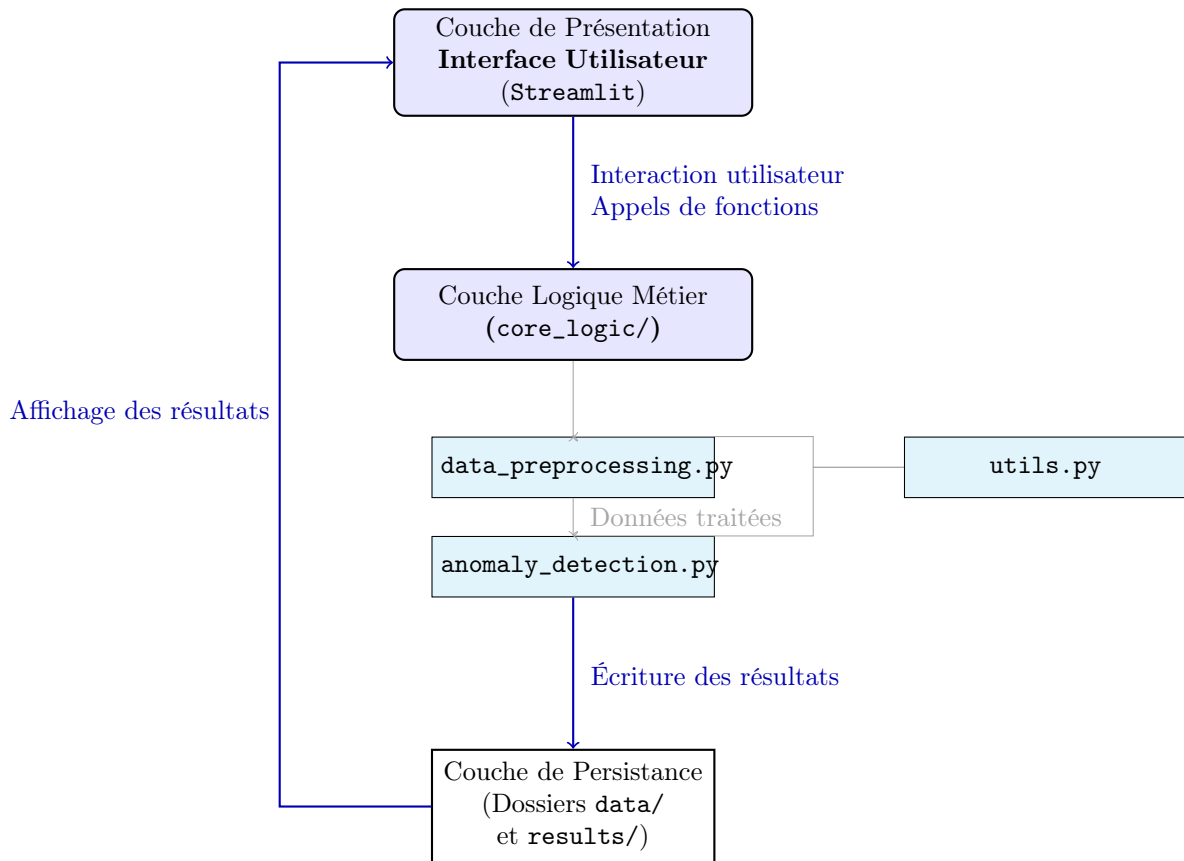 Couche de Présentation
Interface Utilisateur
(Streamlit)
Interaction utilisateur
Appels de fonctions
Couche Logique Métier
(core_logic/)
Affichage des résultats
data_preprocessing.py
utils.py
Données traitées
anomaly_detection.py
Écriture des résultats
Couche de Persistance
(Dossiers data/
et results/)